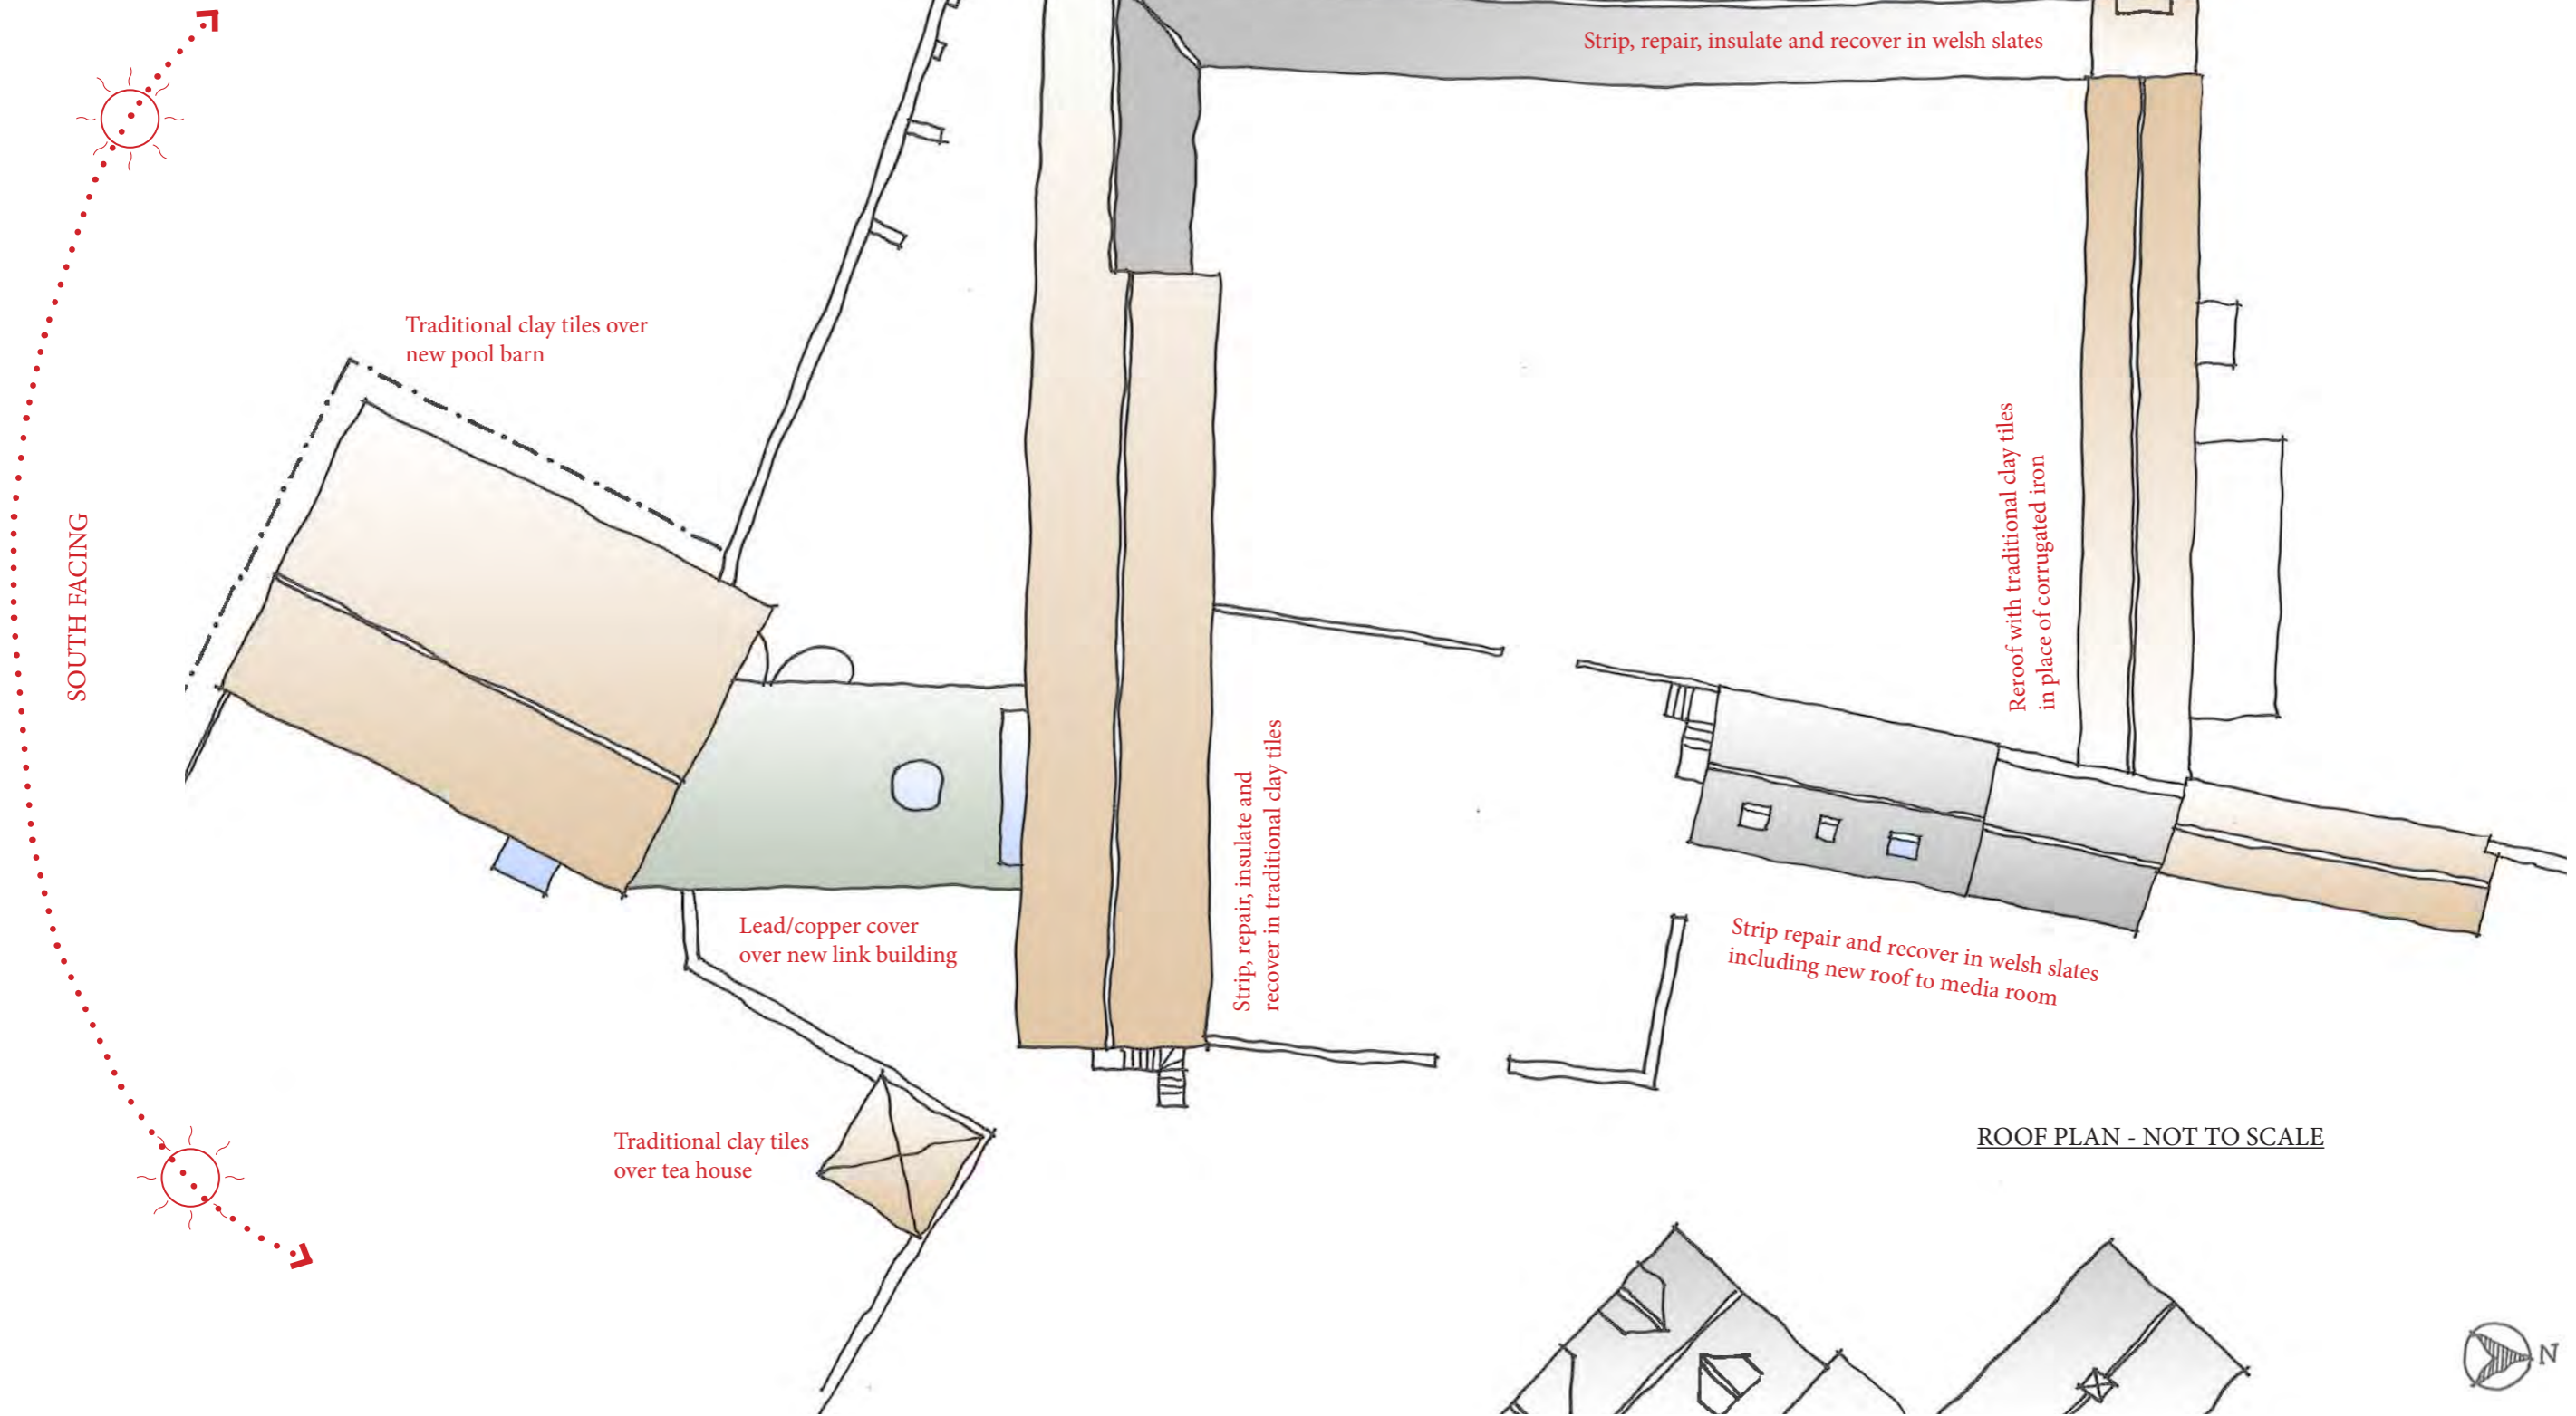 Strip, repair, insulate and recover in welsh slates
Traditional clay tiles over
new pool barn
SOUTH FACING
Reroof with traditional clay tiles
in place of corrugated iron
Strip, repair, insulate and
recover in traditional clay tiles
Lead/copper cover
over new link building
Strip repair and recover in welsh slates
including new roof to media room
Traditional clay tiles
over tea house
ROOF PLAN - NOT TO SCALE
N